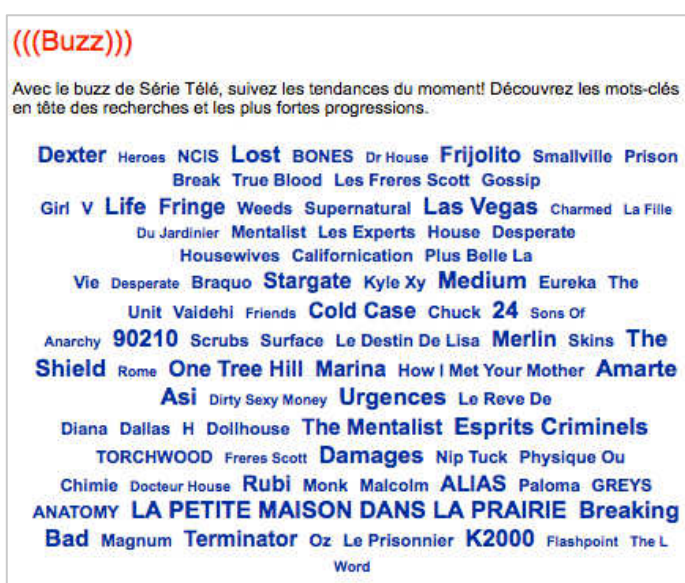 (((Buzz)))
Avec le buzz de Série Télé, suivez les tendances du moment! Découvrez les mots-clés
en tête des recherches et les plus fortes progressions.
Dexter Heroes NCIS Lost BONES Dr House Frijolito Smallville Prison
Break True Blood Les Freres Scott Gossip
Girl V Life Fringe Weeds Supernatural Las Vegas Charmed La Fille
Du Jardinier Mentalist Les Experts House Desperate
Housewives Californication Plus Belle La
Vie Desperate Braquo Stargate Kyle Xy Medium Eureka The
Unit Vaidehi Friends Cold Case Chuck 24 Sons Of
Anarchy 90210 Scrubs Surface Le Destin De Lisa Merlin Skins The
Shield Rome One Tree Hill Marina How I Met Your Mother Amarte
Asi Dirty Sexy Money Urgences Le Reve De
Diana Dallas H Dollhouse The Mentalist Esprits Criminels
TORCHWOOD Freres Scott Damages Nip Tuck Physique Ou
Chimie Docteur House Rubi Monk Malcolm ALIAS Paloma GREYS
ANATOMY LA PETITE MAISON DANS LA PRAIRIE Breaking
Bad Magnum Terminator Oz Le Prisonnier K2000 Flashpoint The L
Word